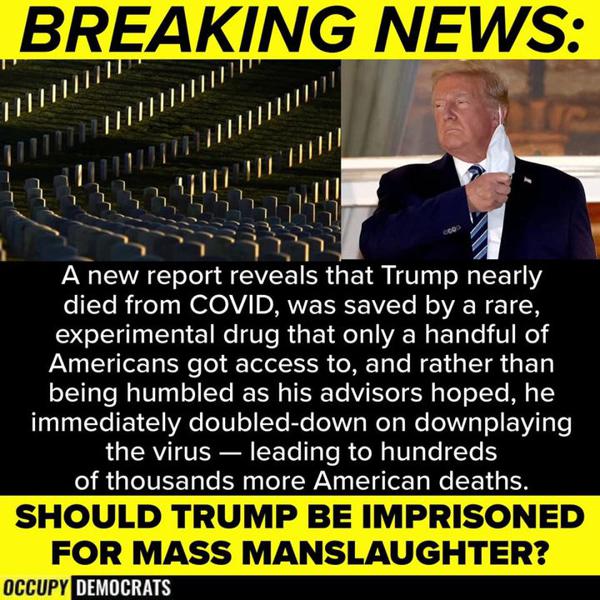 BREAKING NEWS:
A new report reveals that Trump nearly
died from COVID, was saved by a rare,
experimental drug that only a handful of
Americans got access to, and rather than
being humbled as his advisors hoped, he
immediately doubled-down on downplaying
the virus — leading to hundreds
of thousands more American deaths.
SHOULD TRUMP BE IMPRISONED
FOR MASS MANSLAUGHTER?
OCCUPY DEMOCRATS